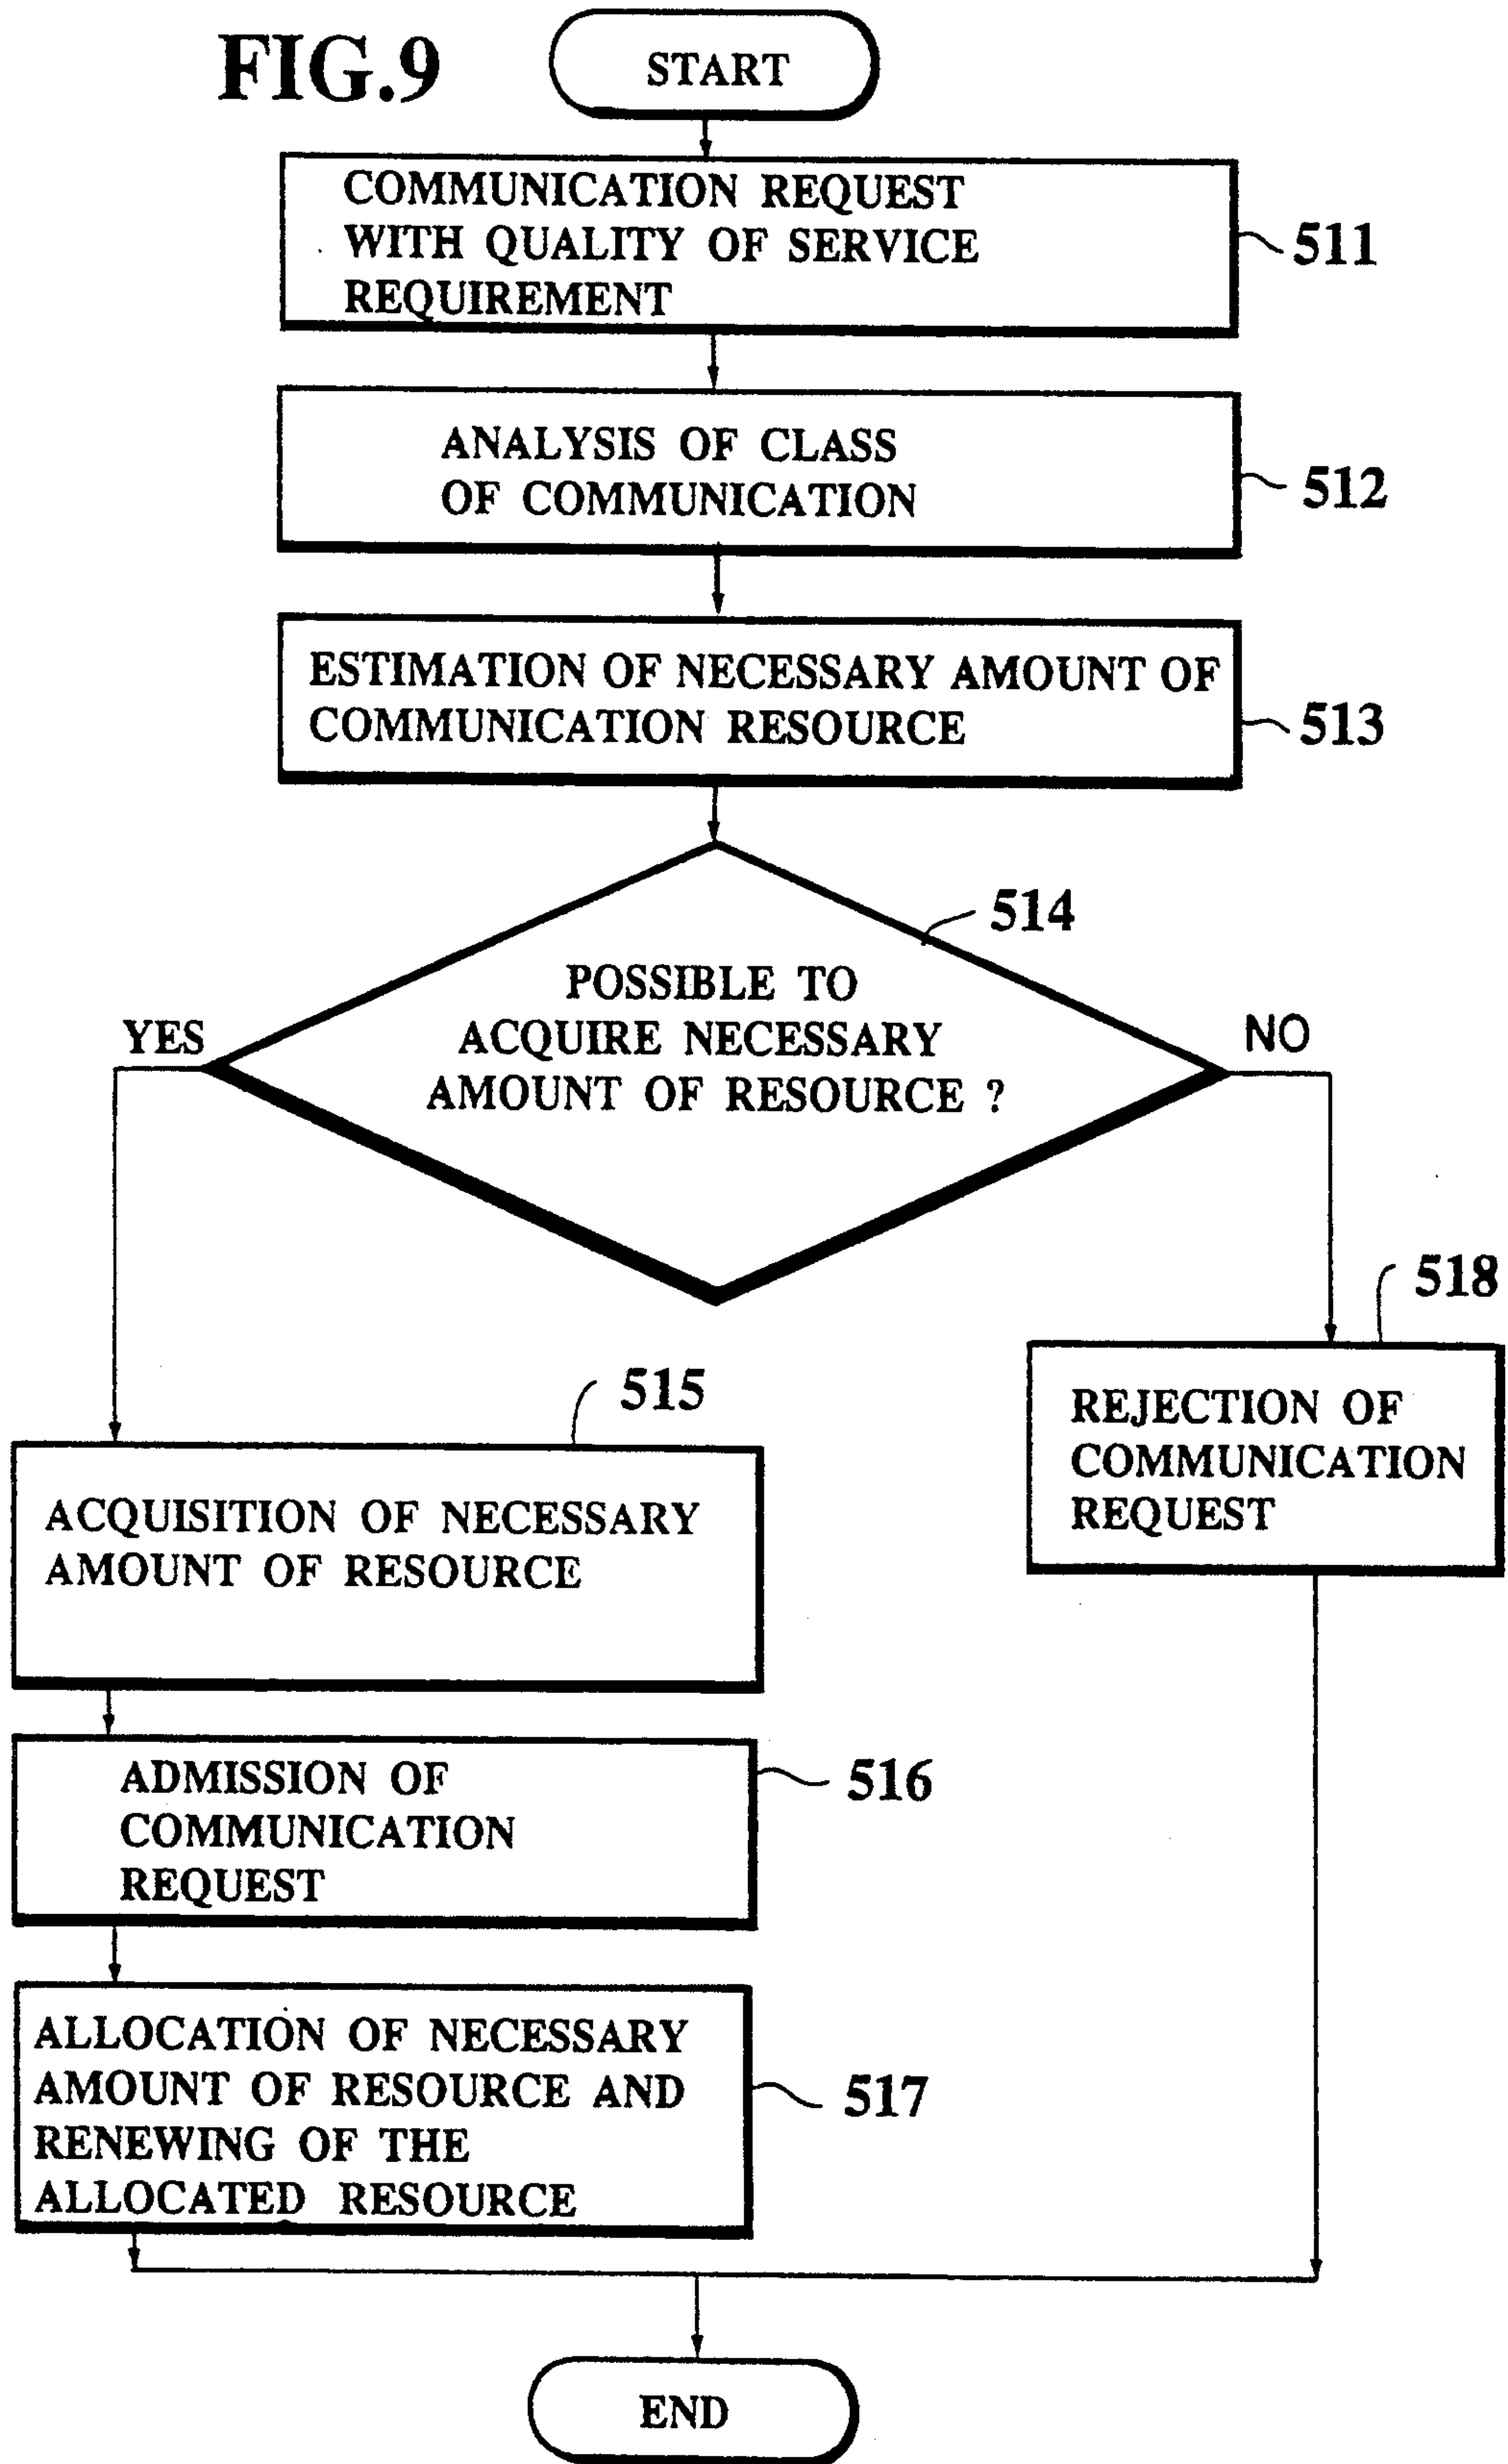 FIG.9
START
COMMUNICATION REQUEST
WITH QUALITY OF SERVICE
REQUIREMENT
511
ANALYSIS OF CLASS
OF COMMUNICATION
512
ESTIMATION OF NECESSARY AMOUNT OF
COMMUNICATION RESOURCE
513
514
POSSIBLE TO
ACQUIRE NECESSARY
AMOUNT OF RESOURCE ?
YES
NO
518
REJECTION OF
COMMUNICATION
REQUEST
515
ACQUISITION OF NECESSARY
AMOUNT OF RESOURCE
ADMISSION OF
COMMUNICATION
REQUEST
516
ALLOCATION OF NECESSARY
AMOUNT OF RESOURCE AND
RENEWING OF THE
ALLOCATED RESOURCE
517
END